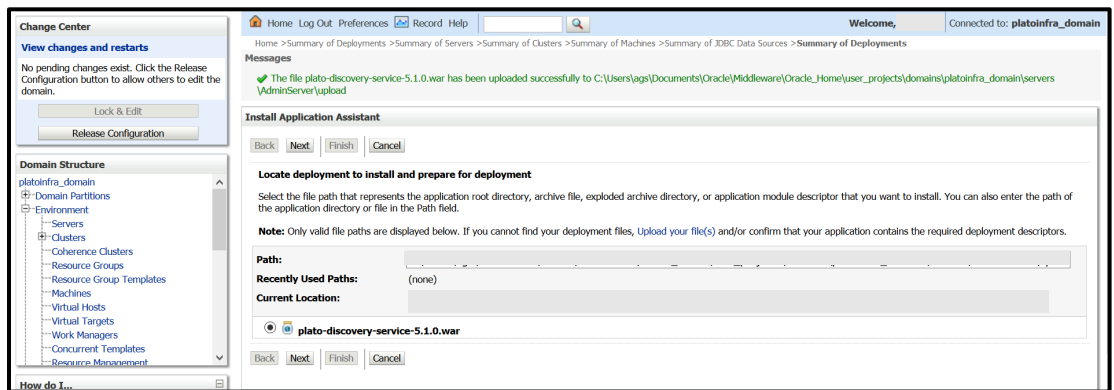 Change Center
View changes and restarts
No pending changes exist. Click the Release
Configuration button to allow others to edit the
domain.
Lock & Edit
Release Configuration
Domain Structure
platoinfra_domain
Domain Partitions
Environment
Servers
Clusters
Coherence Clusters
Resource Groups
Resource Group Templates
Machines
Virtual Hosts
Virtual Targets
Work Managers
Concurrent Templates
Resource Management
How do I...
Home Log Out Preferences Record Help
Welcome,
Connected to: platoinfra_domain
Home >Summary of Deployments >Summary of Servers >Summary of Clusters >Summary of Machines >Summary of JDBC Data Sources >Summary of Deployments
Messages
The file plato-discovery-service-5.1.0.war has been uploaded successfully to C:\Users\ags\Documents\Oracle\Middleware\Oracle_Home\user_projects\domains\platoinfra_domain\servers
\AdminServer\upload
Install Application Assistant
Back Next Finish Cancel
Locate deployment to install and prepare for deployment
Select the file path that represents the application root directory, archive file, exploded archive directory, or application module descriptor that you want to install. You can also enter the path of
the application directory or file in the Path field.
Note: Only valid file paths are displayed below. If you cannot find your deployment files, Upload your file(s) and/or confirm that your application contains the required deployment descriptors.
Path:
Recently Used Paths: (none)
Current Location:
plato-discovery-service-5.1.0.war
Back Next Finish Cancel